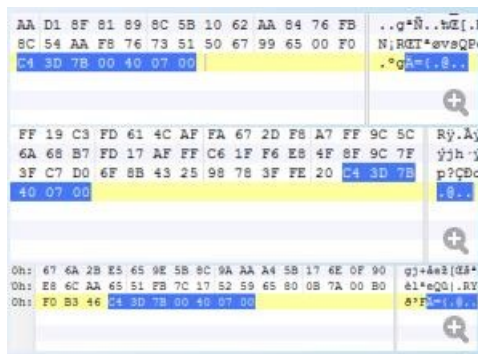 AA D1 8F 81 89 8C 5B 10 62 AA 84 76 FB
8C 54 AA F8 76 73 51 50 67 99 65 00 F0
C4 3D 7B 00 40 07 00
FF 19 C3 FD 61 4C AF FA 67 2D F8 A7 FF 9C 5C
6A 68 B7 FD 17 AF FF C6 1F F6 E8 4F 8F 9C 7F
3F C7 D0 6F 8B 43 25 98 78 3F FE 20 C4 3D 7B
40 07 00 .@..
0h: 67 6A 2B E5 65 9E 5B 8C 9A AA A4 5B 17 6E 0F 90
0h: E8 6C AA 65 51 FB 7C 17 52 59 65 80 0B 7A 00 B0
0h: F0 B3 46 C4 3D 7B 00 40 07 00